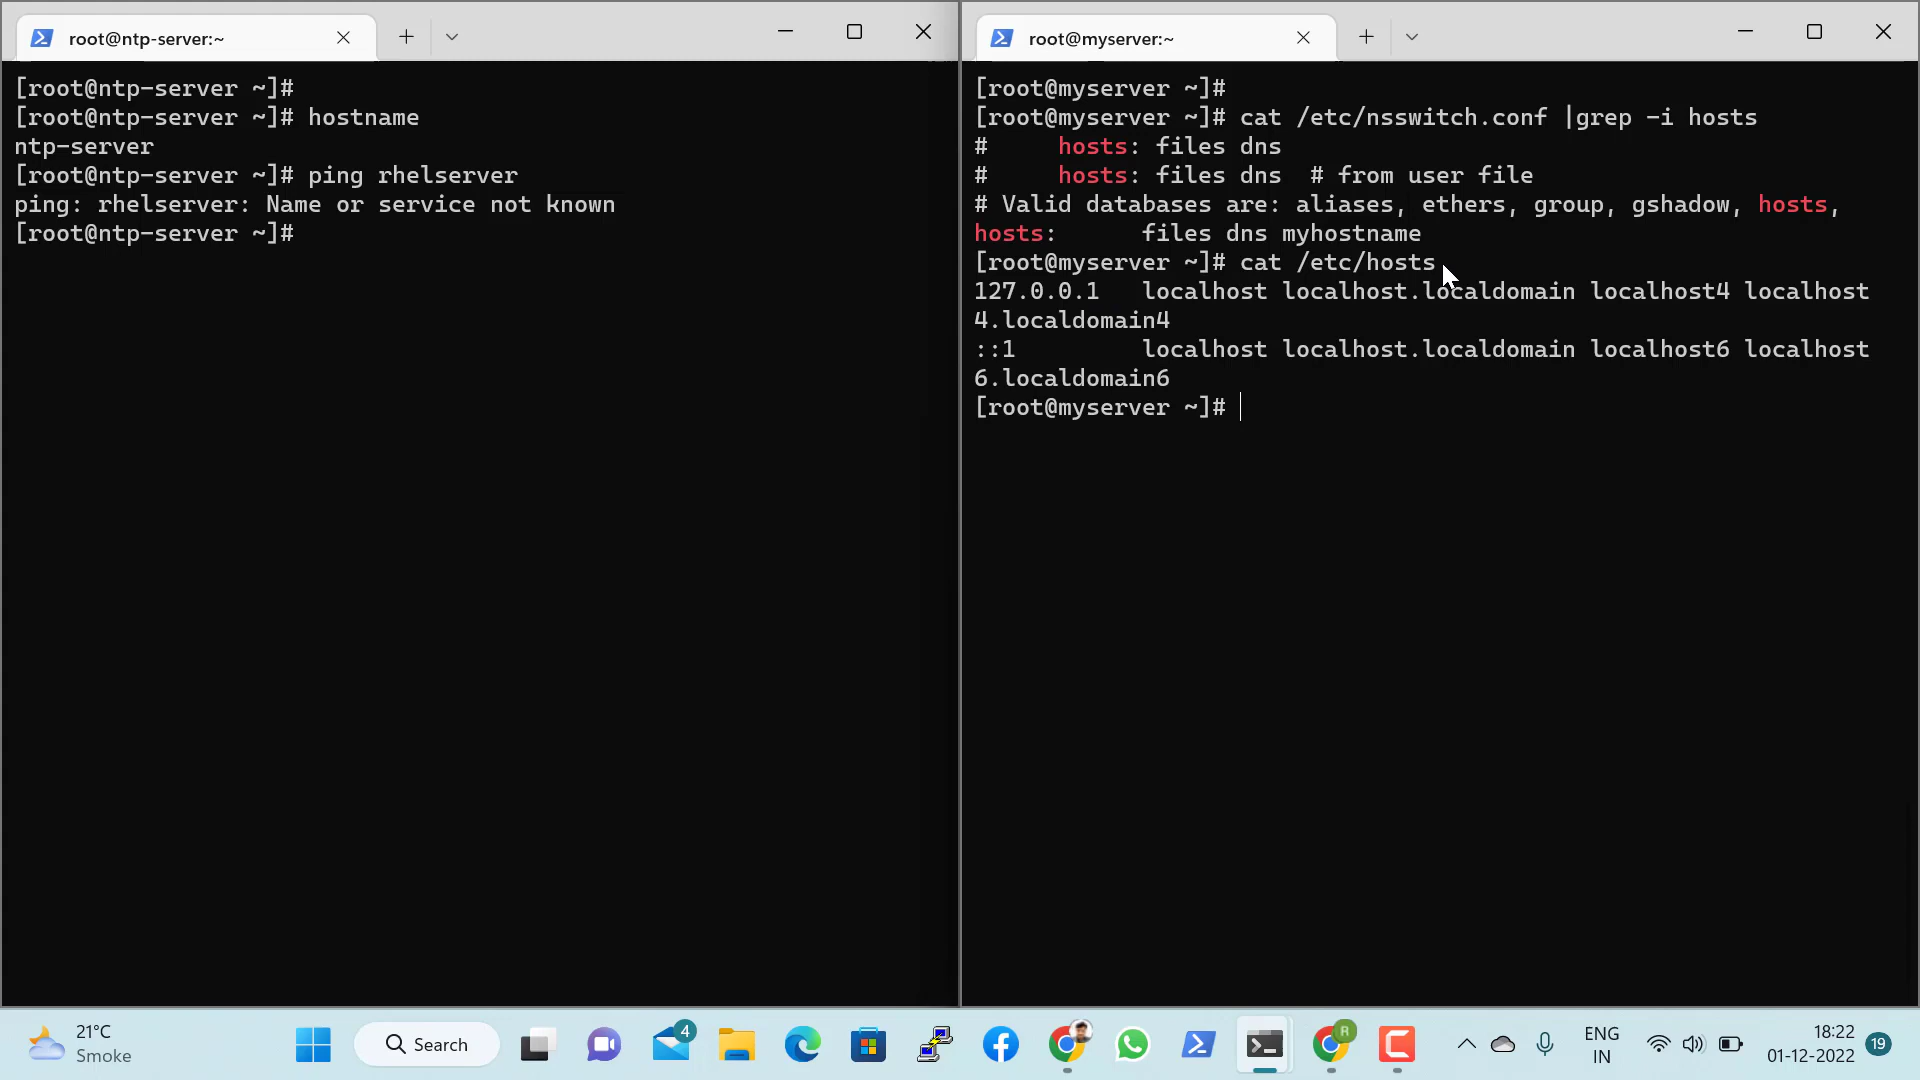 root@ntp-server:~
[root@ntp-server ~]#
[root@ntp-server ~]# hostname
ntp-server
[root@ntp-server ~]# ping rhelserver
ping: rhelserver: Name or service not known
[root@ntp-server ~]#
root@myserver:~
[root@myserver ~]#
[root@myserver ~]# cat /etc/nsswitch.conf |grep -i hosts
#     hosts: files dns
#     hosts: files dns  # from user file
# Valid databases are: aliases, ethers, group, gshadow, hosts,
hosts:      files dns myhostname
[root@myserver ~]# cat /etc/hosts
127.0.0.1   localhost localhost.localdomain localhost4 localhost
4.localdomain4
::1         localhost localhost.localdomain localhost6 localhost
6.localdomain6
[root@myserver ~]#
21°C
Smoke
Search
4
R
ENG
IN
18:22
01-12-2022
19